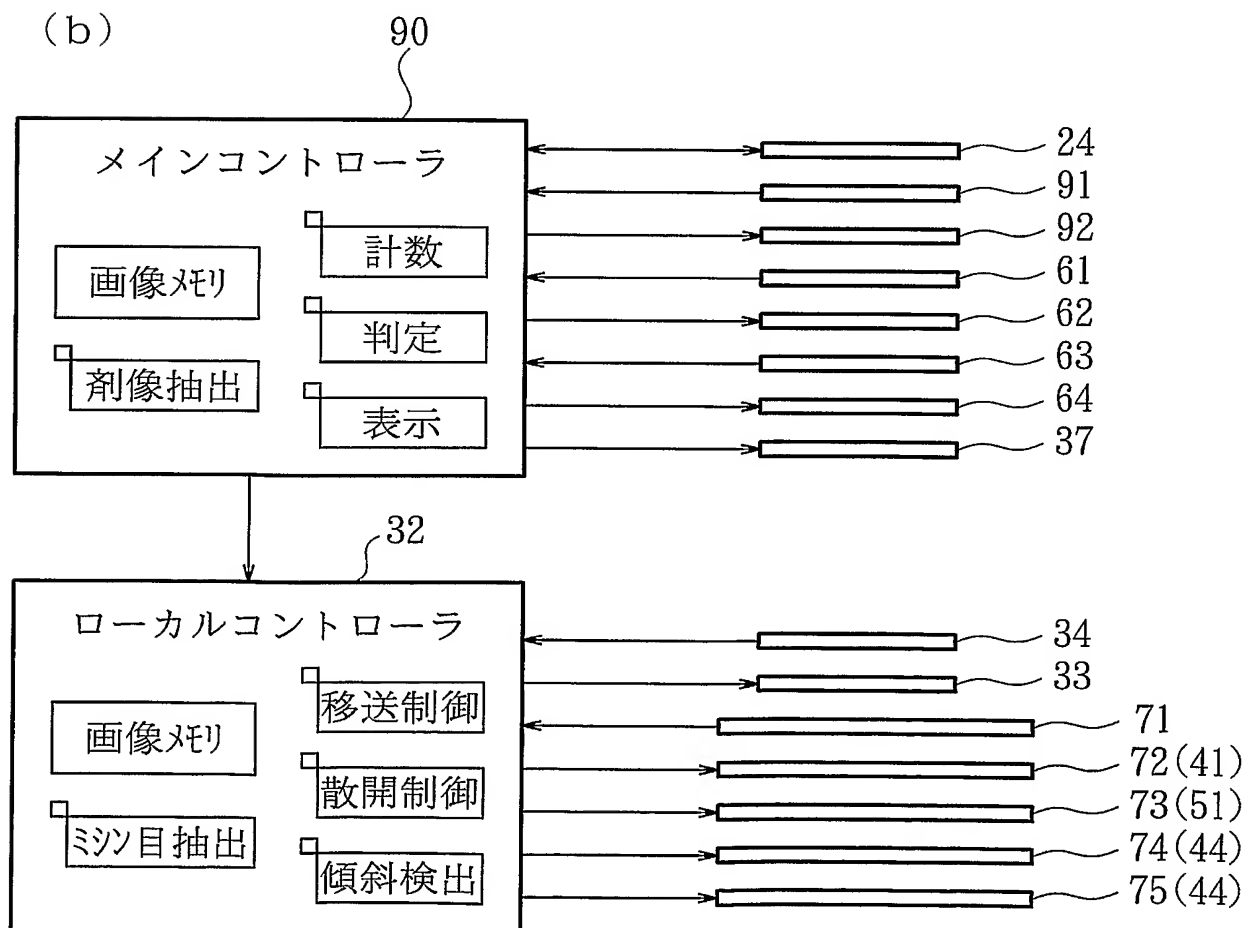 (b)
90
メインコントローラ
画像メモリ
剤像抽出
計数
判定
表示
24
91
92
61
62
63
64
37
32
ローカルコントローラ
画像メモリ
ミシン目抽出
移送制御
散開制御
傾斜検出
34
33
71
72(41)
73(51)
74(44)
75(44)